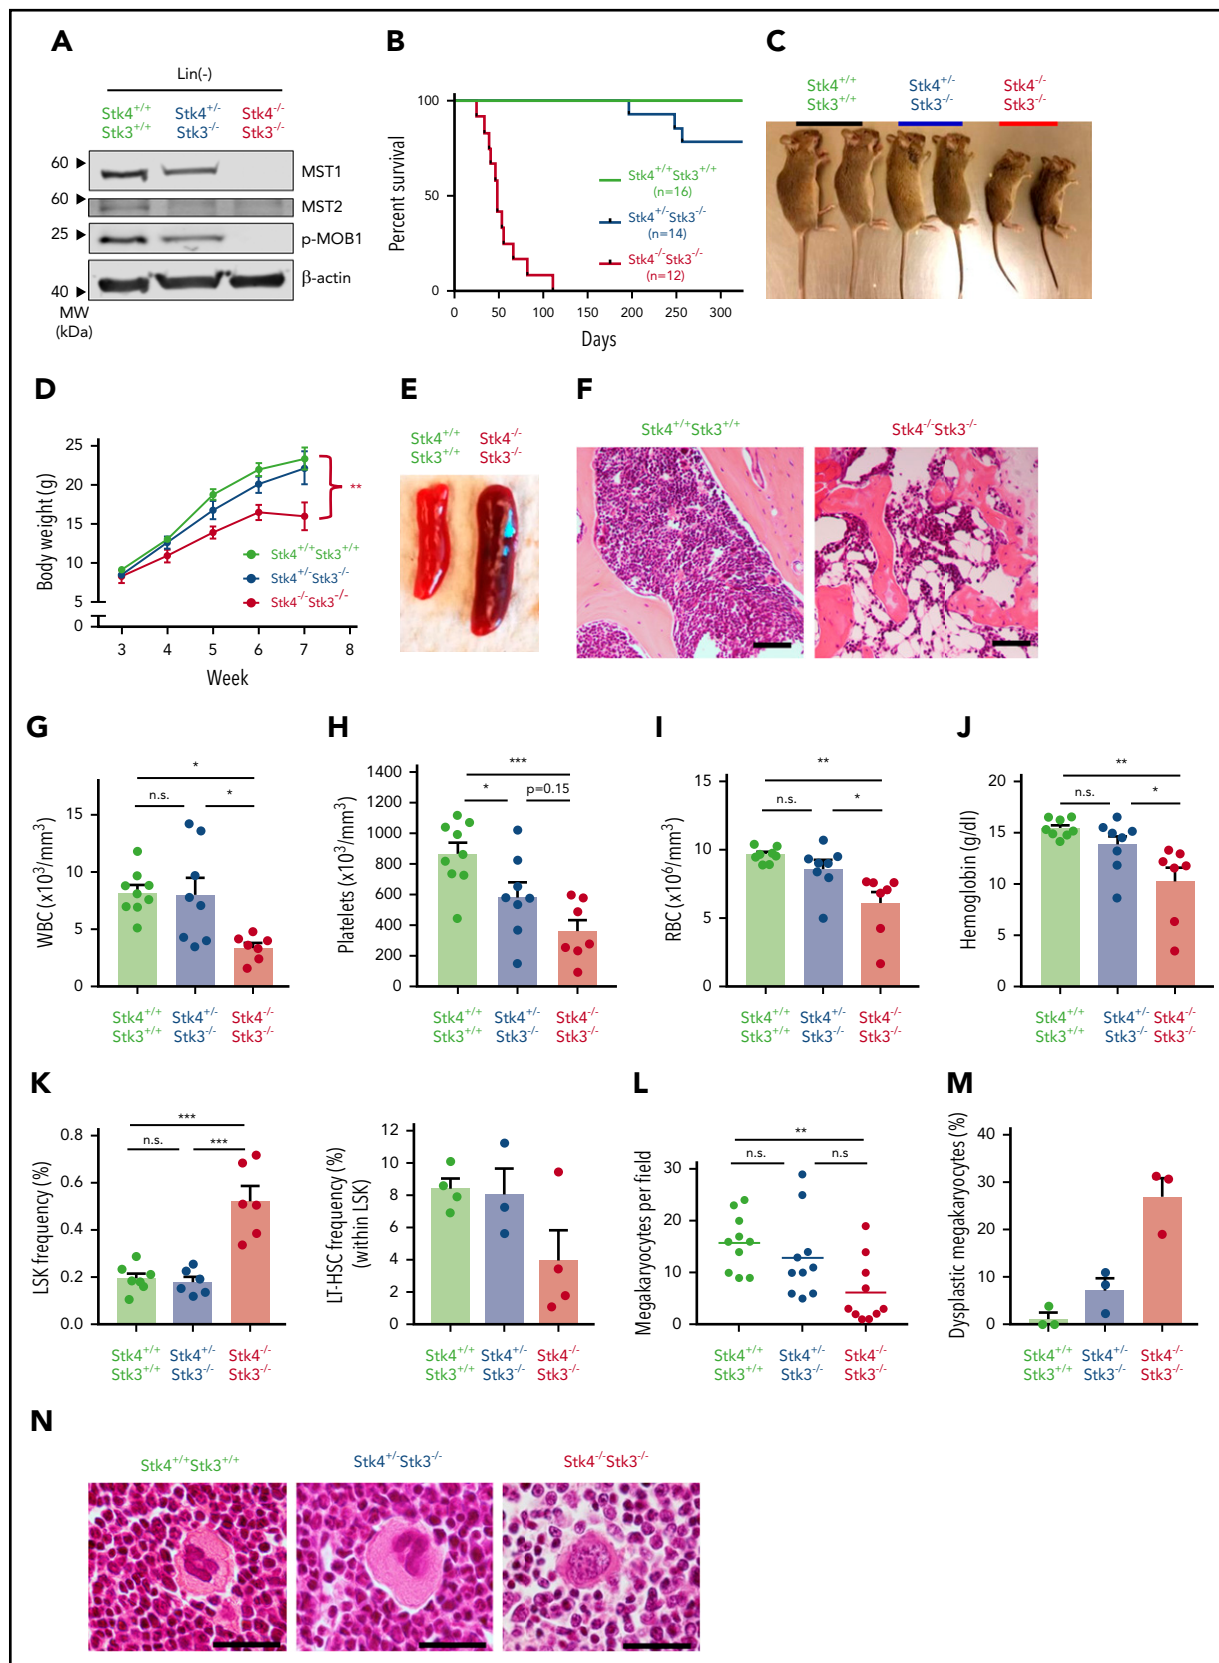 A
Lin(-)
Stk4+/+ Stk4+/- Stk4-/-
Stk3+/+ Stk3-/- Stk3-/-
60
MST1
60
MST2
25
p-MOB1
β-actin
40
MW
(kDa)
B
Percent survival
100
50
0
0 50 100 150 200 250 300
Days
Stk4+/+Stk3+/+
(n=16)
Stk4+/-Stk3-/-
(n=14)
Stk4-/-Stk3-/-
(n=12)
C
Stk4+/+ Stk4+/- Stk4-/-
Stk3+/+ Stk3-/- Stk3-/-
D
Body weight (g)
25
20
15
10
5
0
3 4 5 6 7 8
Week
**
Stk4+/+Stk3+/+
Stk4+/-Stk3-/-
Stk4-/-Stk3-/-
E
Stk4+/+ Stk4-/-
Stk3+/+ Stk3-/-
F
Stk4+/+Stk3+/+ Stk4-/-Stk3-/-
G
WBC (x10³/mm³)
15
10
5
0
*
n.s. *
Stk4+/+ Stk4+/- Stk4-/-
Stk3+/+ Stk3-/- Stk3-/-
H
Platelets (x10³/mm³)
1400
1200
1000
800
600
400
200
0
***
* p=0.15
Stk4+/+ Stk4+/- Stk4-/-
Stk3+/+ Stk3-/- Stk3-/-
I
RBC (x10⁶/mm³)
15
10
5
0
**
n.s. *
Stk4+/+ Stk4+/- Stk4-/-
Stk3+/+ Stk3-/- Stk3-/-
J
Hemoglobin (g/dl)
20
15
10
5
0
**
n.s. *
Stk4+/+ Stk4+/- Stk4-/-
Stk3+/+ Stk3-/- Stk3-/-
K
LSK frequency (%)
0.8
0.6
0.4
0.2
0.0
***
n.s. ***
Stk4+/+ Stk4+/- Stk4-/-
Stk3+/+ Stk3-/- Stk3-/-
LT-HSC frequency (%)
(within LSK)
12
10
8
6
4
2
0
Stk4+/+ Stk4+/- Stk4-/-
Stk3+/+ Stk3-/- Stk3-/-
L
Megakaryocytes per field
30
20
10
0
**
n.s. n.s
Stk4+/+ Stk4+/- Stk4-/-
Stk3+/+ Stk3-/- Stk3-/-
M
Dysplastic megakaryocytes (%)
40
30
20
10
0
Stk4+/+ Stk4+/- Stk4-/-
Stk3+/+ Stk3-/- Stk3-/-
N
Stk4+/+Stk3+/+ Stk4+/-Stk3-/- Stk4-/-Stk3-/-